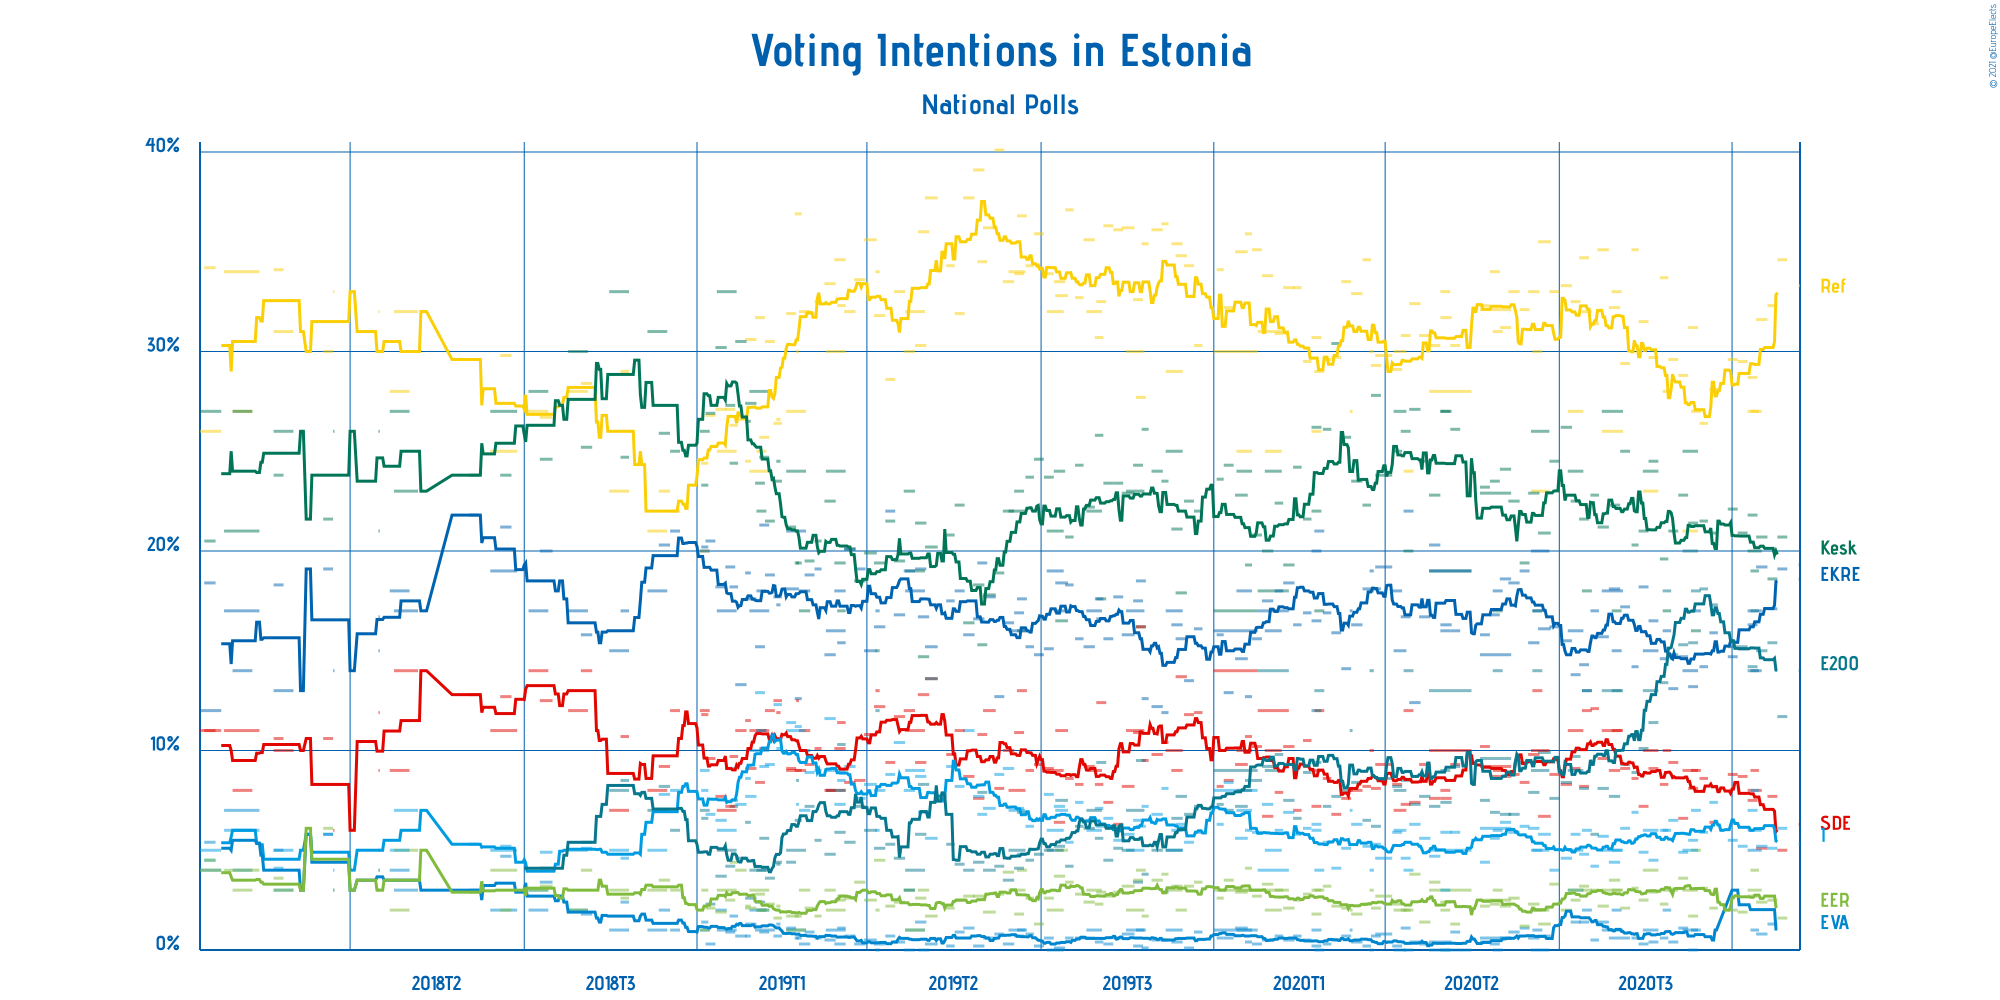 Voting Intentions in Estonia
National Polls
© 2021 @EuropeElects
40%
30%
20%
10%
0%
Ref
Kesk
EKRE
E200
SDE
I
EER
EVA
2018T2
2018T3
2019T1
2019T2
2019T3
2020T1
2020T2
2020T3